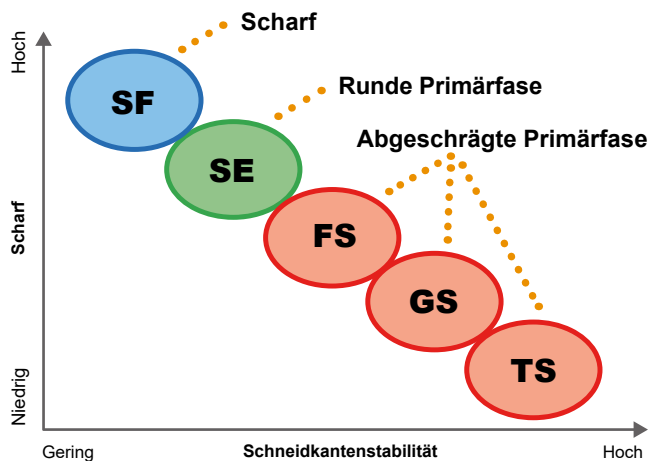 Hoch
Scharf
Niedrig
Scharf
Runde Primärfase
Abgeschrägte Primärfase
SF
SE
FS
GS
TS
Gering
Schneidkantenstabilität
Hoch